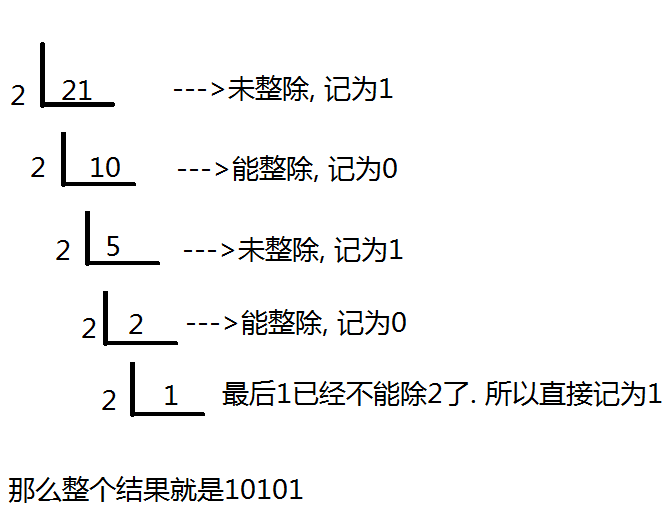 2 21 --->未整除, 记为1
2 10 --->能整除, 记为0
2 5 --->未整除, 记为1
2 2 --->能整除, 记为0
2 1 最后1已经不能除2了. 所以直接记为1
那么整个结果就是10101